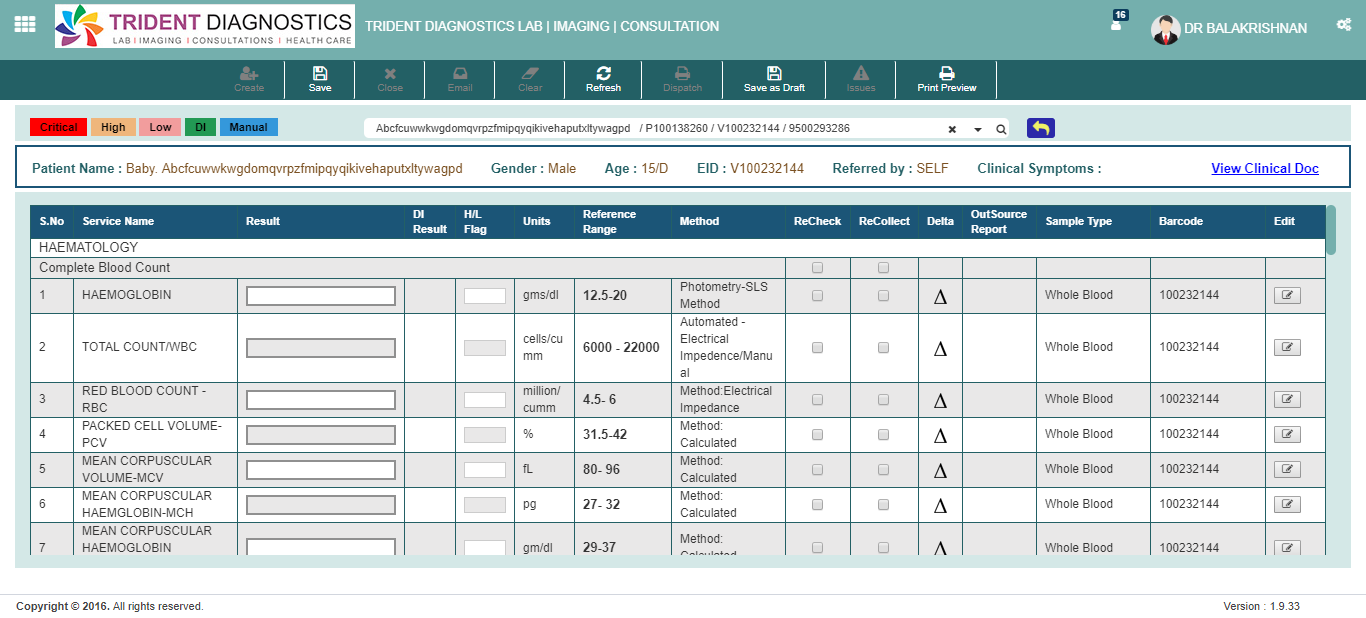 TRIDENT DIAGNOSTICS
LAB | IMAGING | CONSULTATIONS | HEALTH CARE
TRIDENT DIAGNOSTICS LAB | IMAGING | CONSULTATION
16
DR BALAKRISHNAN
Create Save Close Email Clear Refresh Dispatch Save as Draft Issues Print Preview
Critical High Low DI Manual
Abcfcuwwkwgdomqvrpzfmipqyqikivehaputxltywagpd / P100138260 / V100232144 / 9500293286
Patient Name : Baby. Abcfcuwwkwgdomqvrpzfmipqyqikivehaputxltywagpd Gender : Male Age : 15/D EID : V100232144 Referred by : SELF Clinical Symptoms : View Clinical Doc
S.No Service Name Result DI Result H/L Flag Units Reference Range Method ReCheck ReCollect Delta OutSource Report Sample Type Barcode Edit
HAEMATOLOGY
Complete Blood Count
1 HAEMOGLOBIN gms/dl 12.5-20 Photometry-SLS Method Δ Whole Blood 100232144
2 TOTAL COUNT/WBC cells/cu mm 6000 - 22000 Automated - Electrical Impedence/Manu al Δ Whole Blood 100232144
3 RED BLOOD COUNT - RBC million/ cumm 4.5- 6 Method:Electrical Impedance Δ Whole Blood 100232144
4 PACKED CELL VOLUME- PCV % 31.5-42 Method: Calculated Δ Whole Blood 100232144
5 MEAN CORPUSCULAR VOLUME-MCV fL 80- 96 Method: Calculated Δ Whole Blood 100232144
6 MEAN CORPUSCULAR HAEMGLOBIN-MCH pg 27- 32 Method: Calculated Δ Whole Blood 100232144
7 MEAN CORPUSCULAR HAEMOGLOBIN gm/dl 29-37 Method: Calculated Δ Whole Blood 100232144
Copyright © 2016. All rights reserved.
Version : 1.9.33